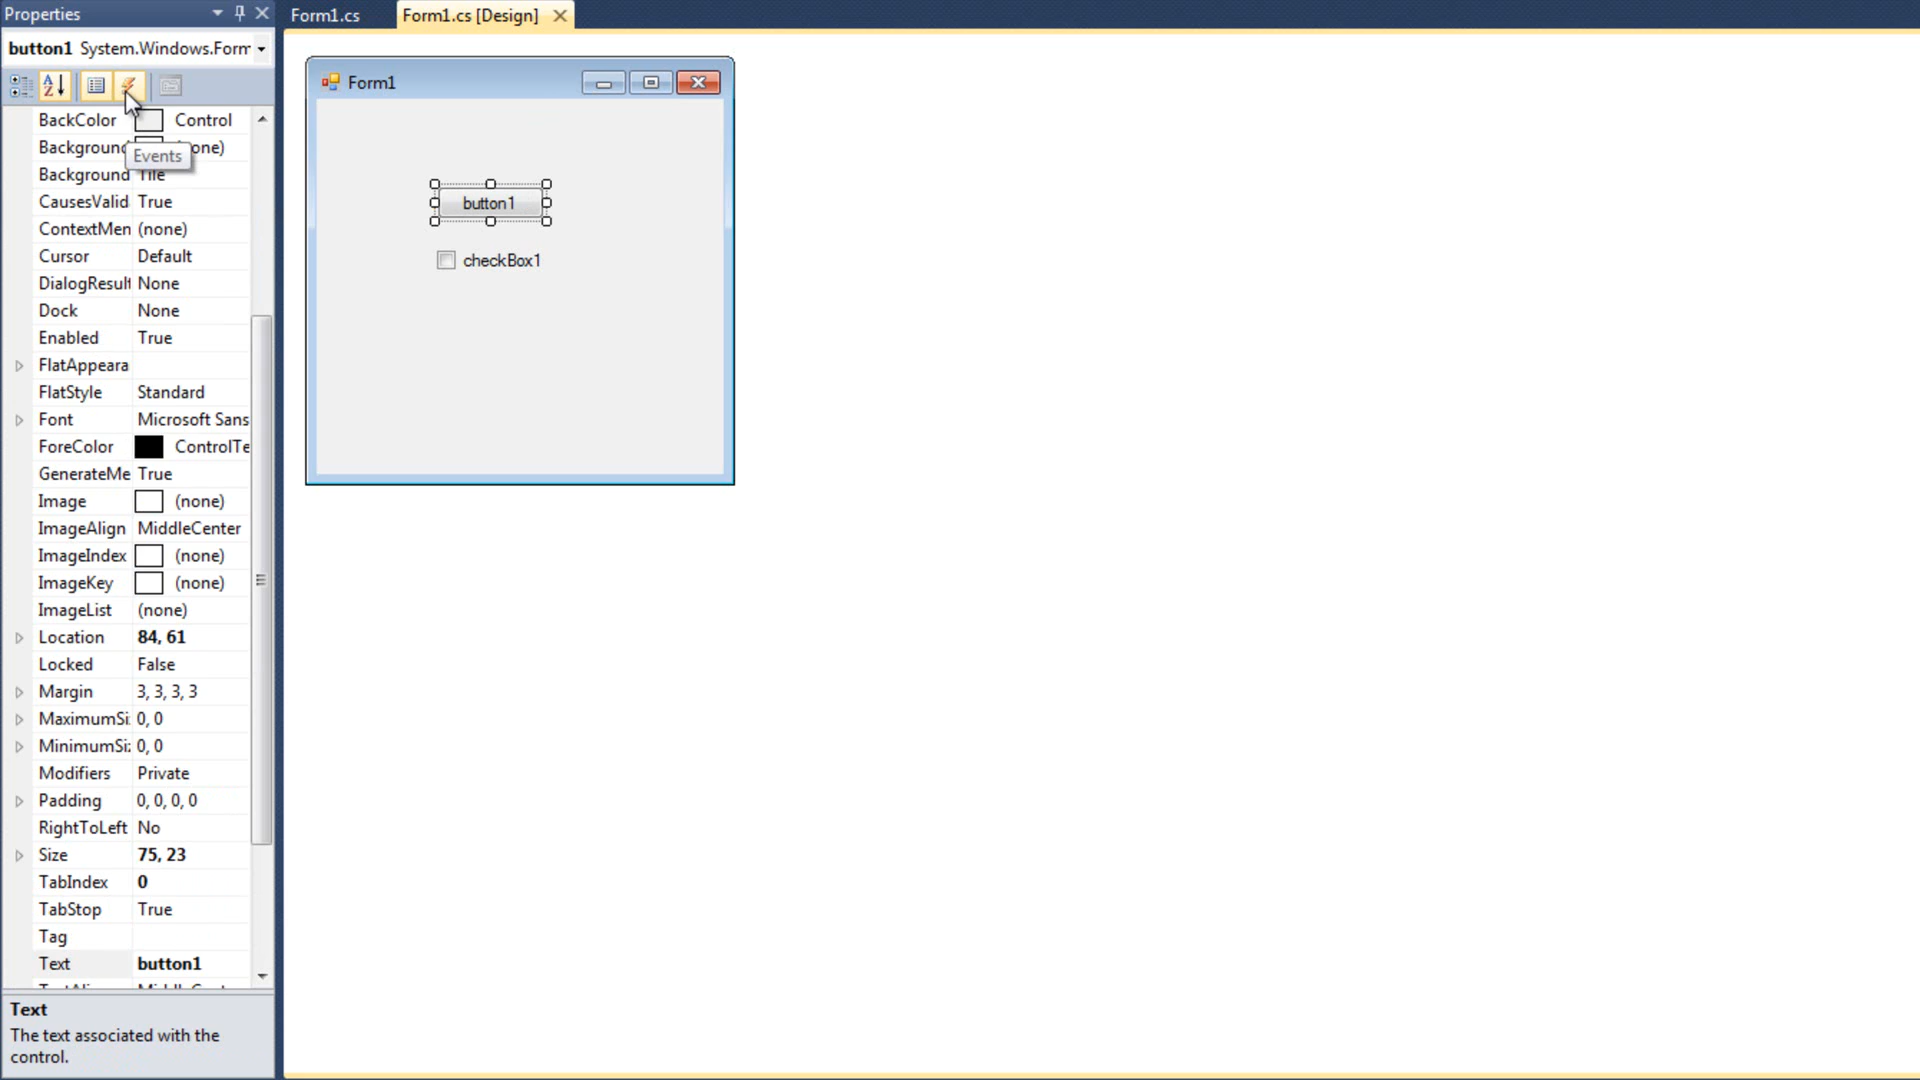 Properties
button1 System.Windows.Form
A
Z
BackColor Control
Background one)
Events
Background Tile
CausesValid True
ContextMen (none)
Cursor Default
DialogResult None
Dock None
Enabled True
FlatAppeara
FlatStyle Standard
Font Microsoft Sans
ForeColor ControlTe
GenerateMe True
Image (none)
ImageAlign MiddleCenter
ImageIndex (none)
ImageKey (none)
ImageList (none)
Location 84, 61
Locked False
Margin 3, 3, 3, 3
MaximumSi 0, 0
MinimumSi 0, 0
Modifiers Private
Padding 0, 0, 0, 0
RightToLeft No
Size 75, 23
TabIndex 0
TabStop True
Tag
Text button1
Text
The text associated with the
control.
Form1.cs Form1.cs [Design]
Form1
button1
checkBox1